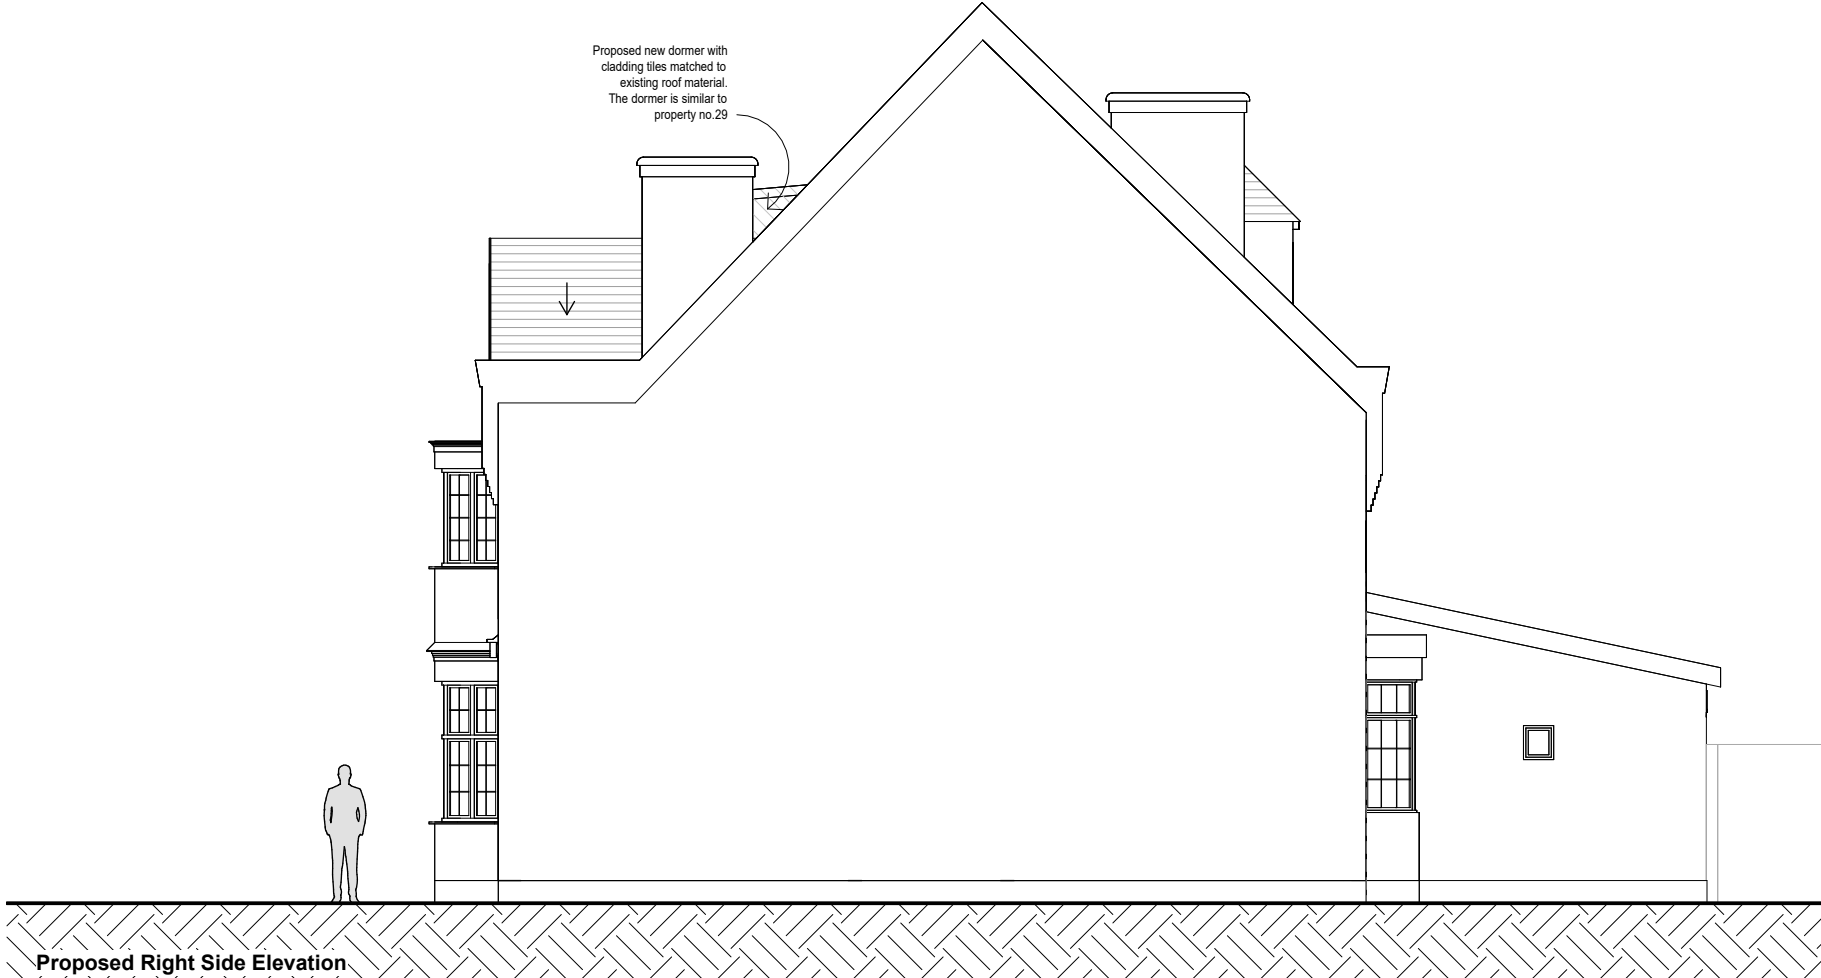 Proposed new dormer with
cladding tiles matched to
existing roof material.
The dormer is similar to
property no.29
Proposed Right Side Elevation